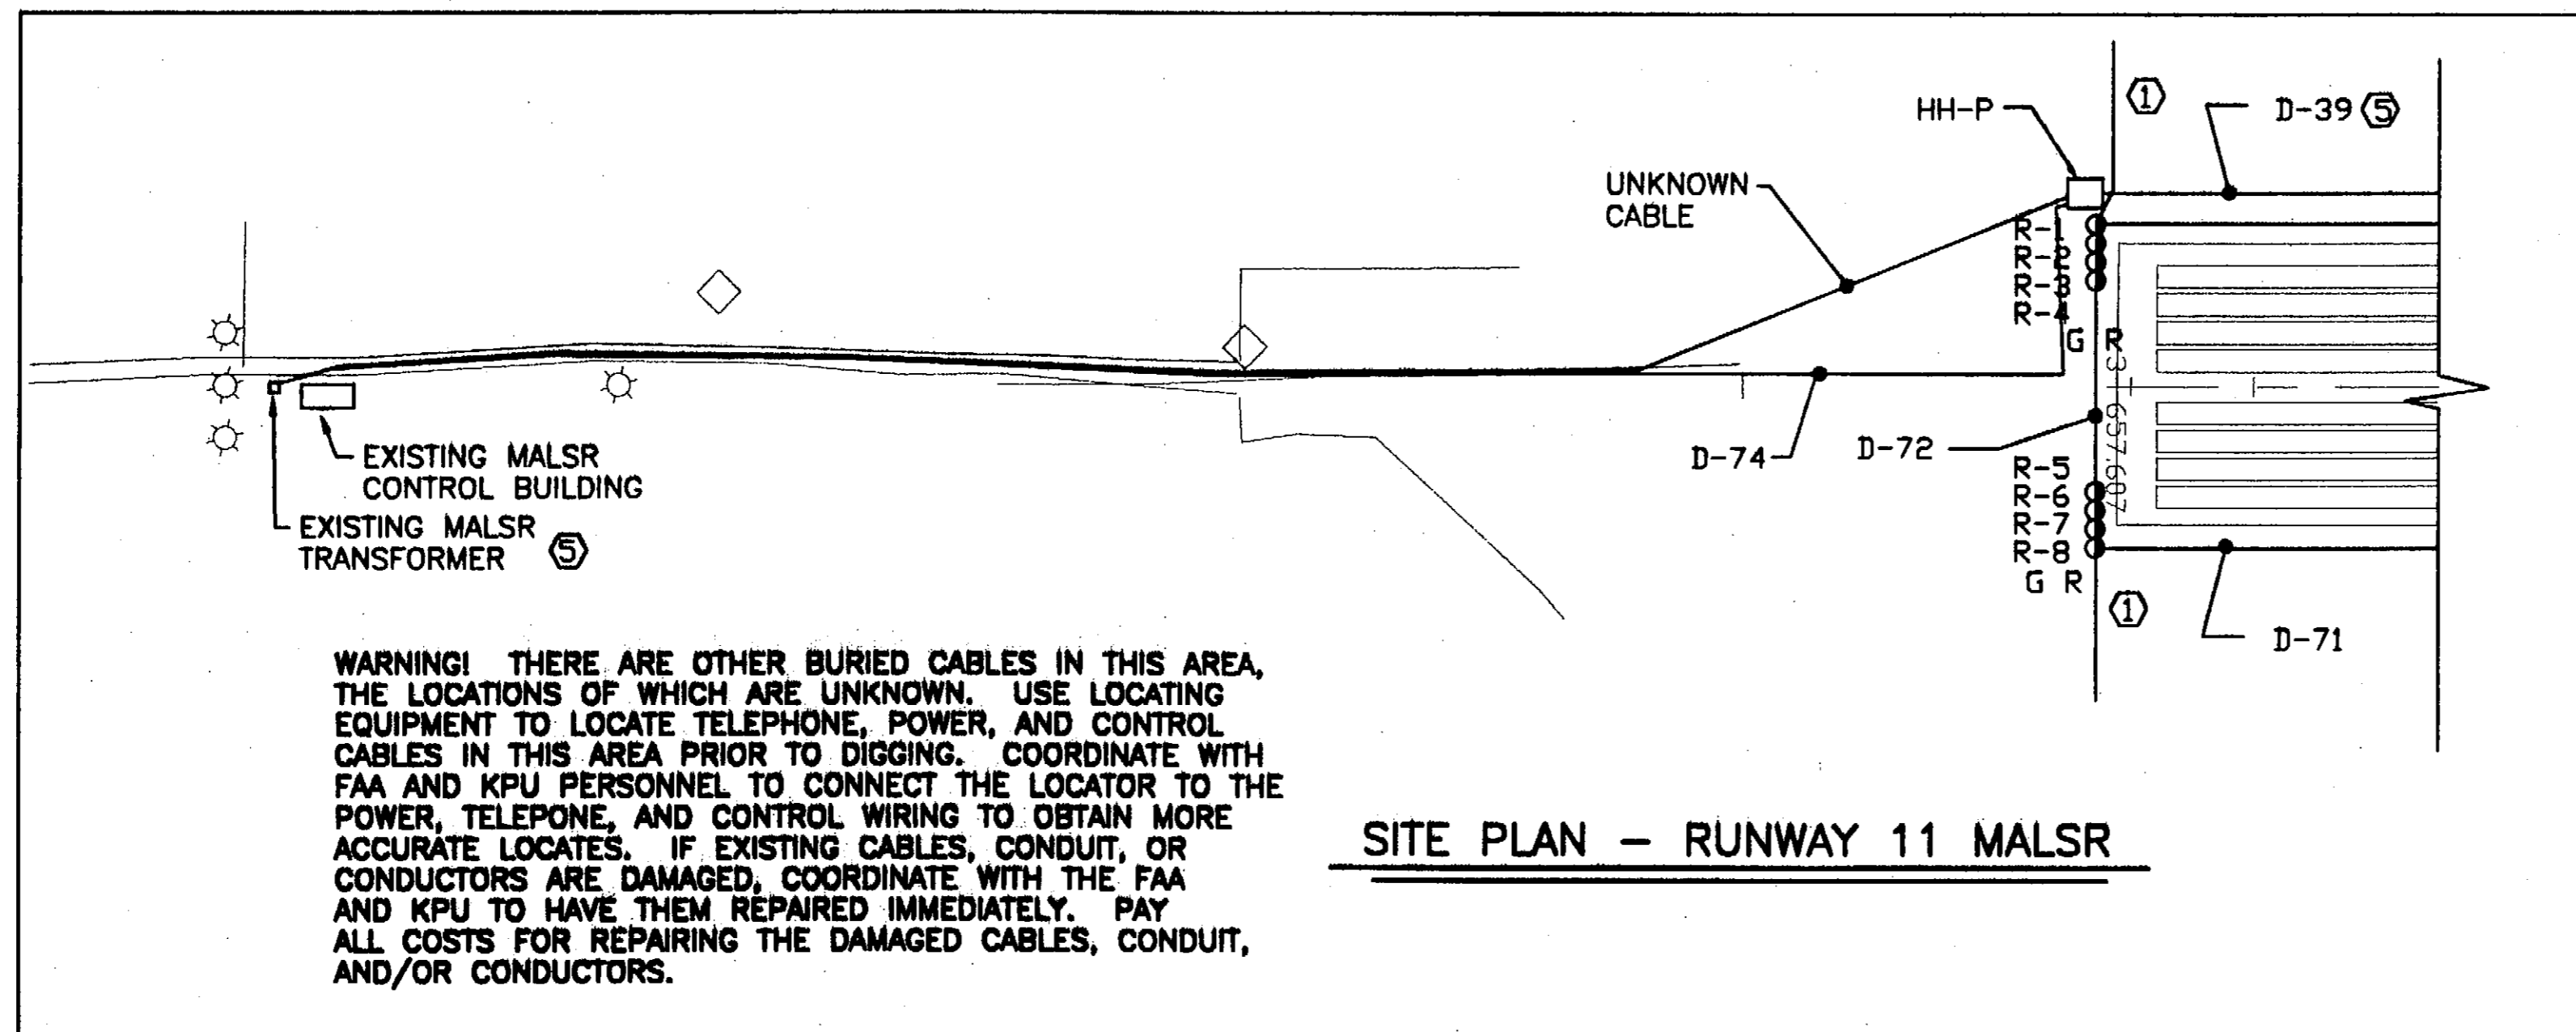 HH-P
1
D-39 5
UNKNOWN
CABLE
R-1
R-2
R-3
R-4
G R
3 657.607
D-74
D-72
R-5
R-6
R-7
R-8
G R
1
D-71
EXISTING MALSR
CONTROL BUILDING
EXISTING MALSR
TRANSFORMER 5
WARNING! THERE ARE OTHER BURIED CABLES IN THIS AREA,
THE LOCATIONS OF WHICH ARE UNKNOWN. USE LOCATING
EQUIPMENT TO LOCATE TELEPHONE, POWER, AND CONTROL
CABLES IN THIS AREA PRIOR TO DIGGING. COORDINATE WITH
FAA AND KPU PERSONNEL TO CONNECT THE LOCATOR TO THE
POWER, TELEPONE, AND CONTROL WIRING TO OBTAIN MORE
ACCURATE LOCATES. IF EXISTING CABLES, CONDUIT, OR
CONDUCTORS ARE DAMAGED, COORDINATE WITH THE FAA
AND KPU TO HAVE THEM REPAIRED IMMEDIATELY. PAY
ALL COSTS FOR REPAIRING THE DAMAGED CABLES, CONDUIT,
AND/OR CONDUCTORS.
SITE PLAN – RUNWAY 11 MALSR